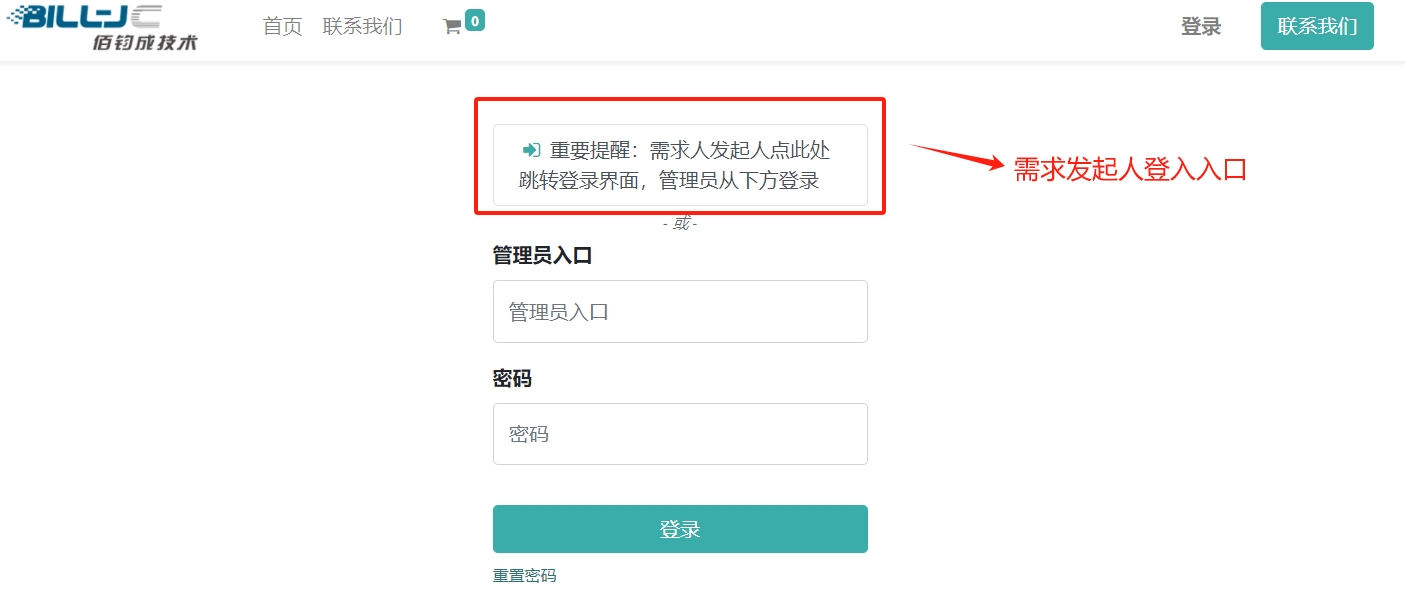 BILL-JC
佰钧成技术
首页 联系我们 0 登录 联系我们
重要提醒：需求人发起人点此处
跳转登录界面，管理员从下方登录
需求发起人登入入口
- 或 -
管理员入口
管理员入口
密码
密码
登录
重置密码